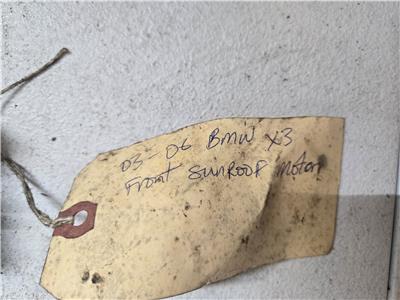 03-06 BMW X3
Front SUNROOF Motor